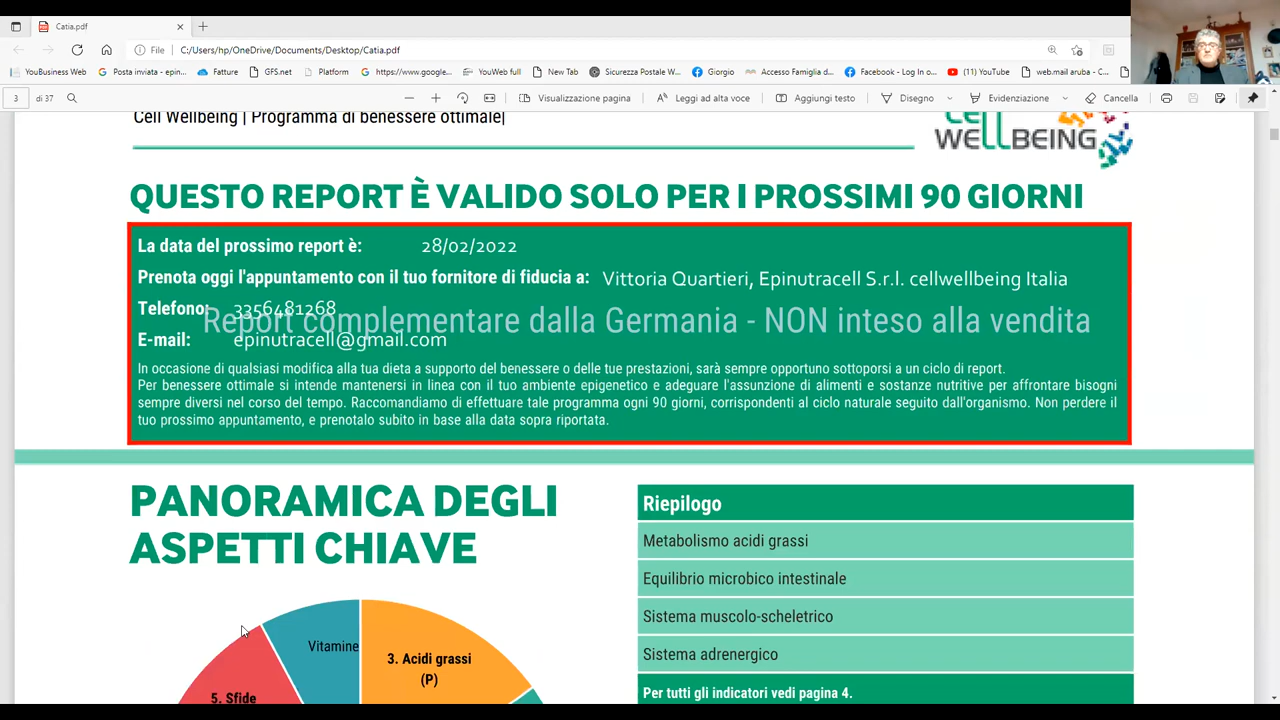 Catia.pdf
File C:/Users/hp/OneDrive/Documents/Desktop/Catia.pdf
YouBusiness Web Posta inviata - epin... Fatture GFS.net Platform https://www.google... YouWeb full New Tab Sicurezza Postale W... Giorgio Accesso Famiglia d... Facebook - Log In o... (11) YouTube web.mail aruba - C...
3 di 37 Visualizzazione pagina Leggi ad alta voce Aggiungi testo Disegno Evidenziazione Cancella
Cell Wellbeing | Programma di benessere ottimale|
CELL
WELLBEING
QUESTO REPORT È VALIDO SOLO PER I PROSSIMI 90 GIORNI
La data del prossimo report è: 28/02/2022
Prenota oggi l'appuntamento con il tuo fornitore di fiducia a: Vittoria Quartieri, Epinutracell S.r.l. cellwellbeing Italia
Telefono: 3356481268
Report complementare dalla Germania - NON inteso alla vendita
E-mail: epinutracell@gmail.com
In occasione di qualsiasi modifica alla tua dieta a supporto del benessere o delle tue prestazioni, sarà sempre opportuno sottoporsi a un ciclo di report.
Per benessere ottimale si intende mantenersi in linea con il tuo ambiente epigenetico e adeguare l'assunzione di alimenti e sostanze nutritive per affrontare bisogni
sempre diversi nel corso del tempo. Raccomandiamo di effettuare tale programma ogni 90 giorni, corrispondenti al ciclo naturale seguito dall'organismo. Non perdere il
tuo prossimo appuntamento, e prenotalo subito in base alla data sopra riportata.
PANORAMICA DEGLI
ASPETTI CHIAVE
Vitamine
3. Acidi grassi
(P)
5. Sfide
Riepilogo
Metabolismo acidi grassi
Equilibrio microbico intestinale
Sistema muscolo-scheletrico
Sistema adrenergico
Per tutti gli indicatori vedi pagina 4.